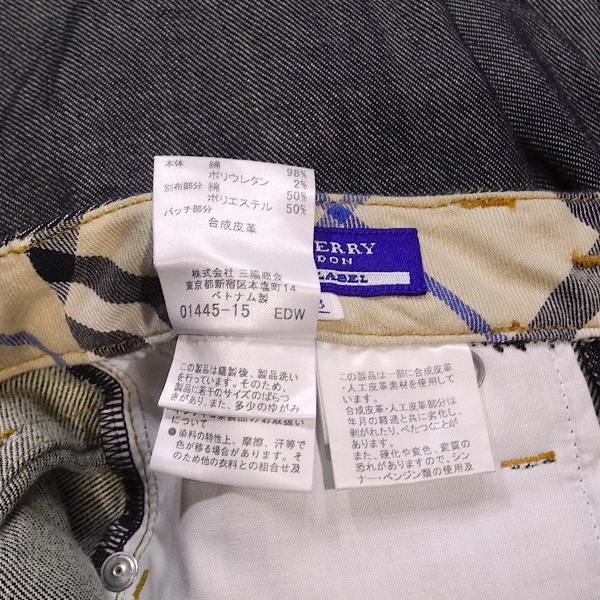 本体 綿 98%
ポリウレタン 2%
別布部分 綿 50%
ポリエステル 50%
パッチ部分
合成皮革
株式会社 三陽商会
東京都新宿区本塩町14
ベトナム製
01445-15 EDW
ERRY
DON
LABEL
この製品は縫製後、製品洗い
を行っています。そのため、
製品に若干のサイズのばらつ
きがあり、また、多少のゆがみ
について
●染料の特性上、摩擦、汗等で
色が移る場合があります。そ
のため他の衣料との組合せ及
この製品は一部に合成皮革・
人工皮革素材を使用して
います。
合成皮革・人工皮革部分は
年月の経過と共に劣化し、
剥がれたり、べたつくことが
あります。
また、硬化や変色、変質の
恐れがありますので、シン
ナー・ベンジン類の使用及